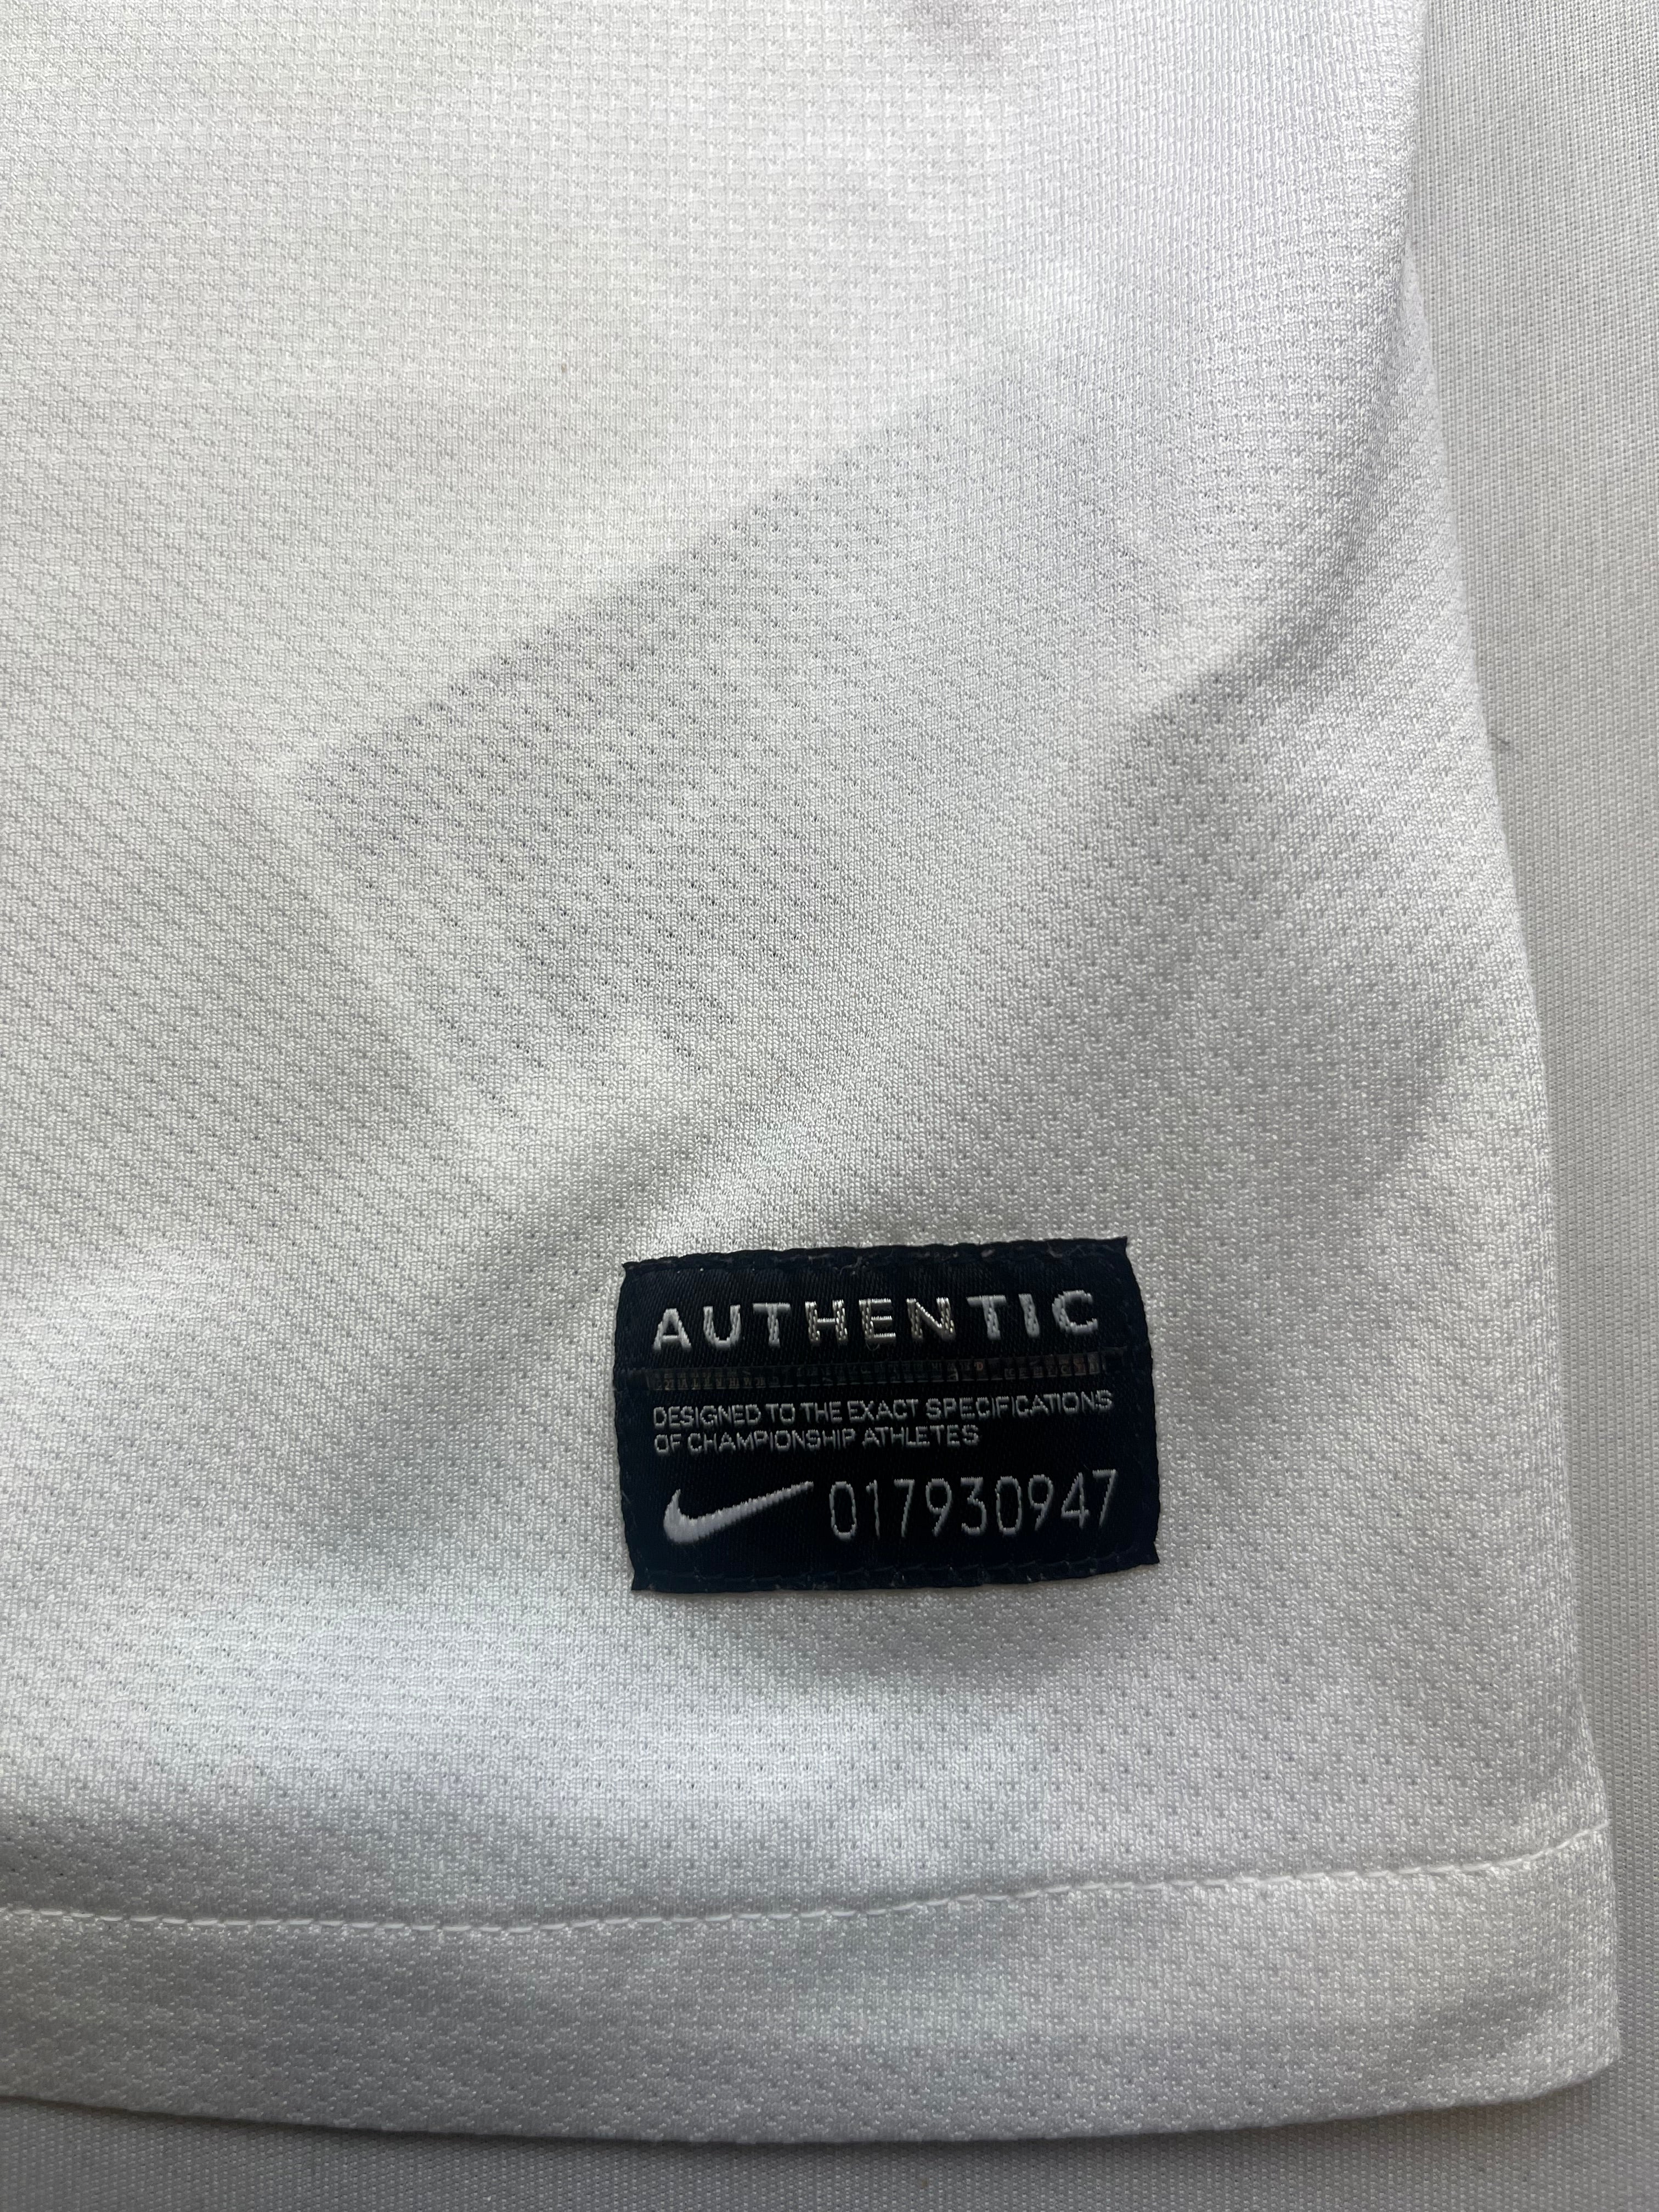 AUTHENTIC
DESIGNED TO THE EXACT SPECIFICATIONS
OF CHAMPIONSHIP ATHLETES
017930947